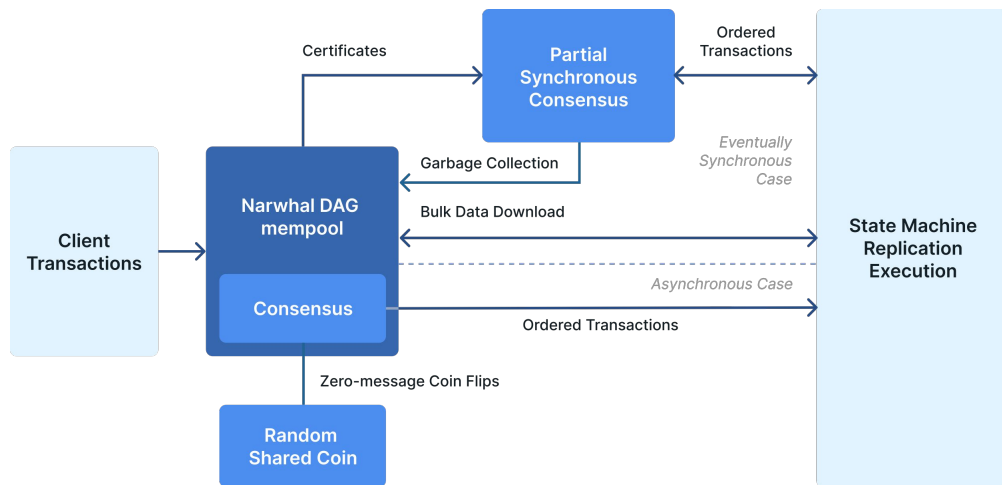 Certificates
Partial
Synchronous
Consensus
Ordered
Transactions
Eventually
Synchronous
Case
Garbage Collection
Client
Transactions
Narwhal DAG
mempool
Bulk Data Download
State Machine
Replication
Execution
Asynchronous Case
Consensus
Ordered Transactions
Zero-message Coin Flips
Random
Shared Coin